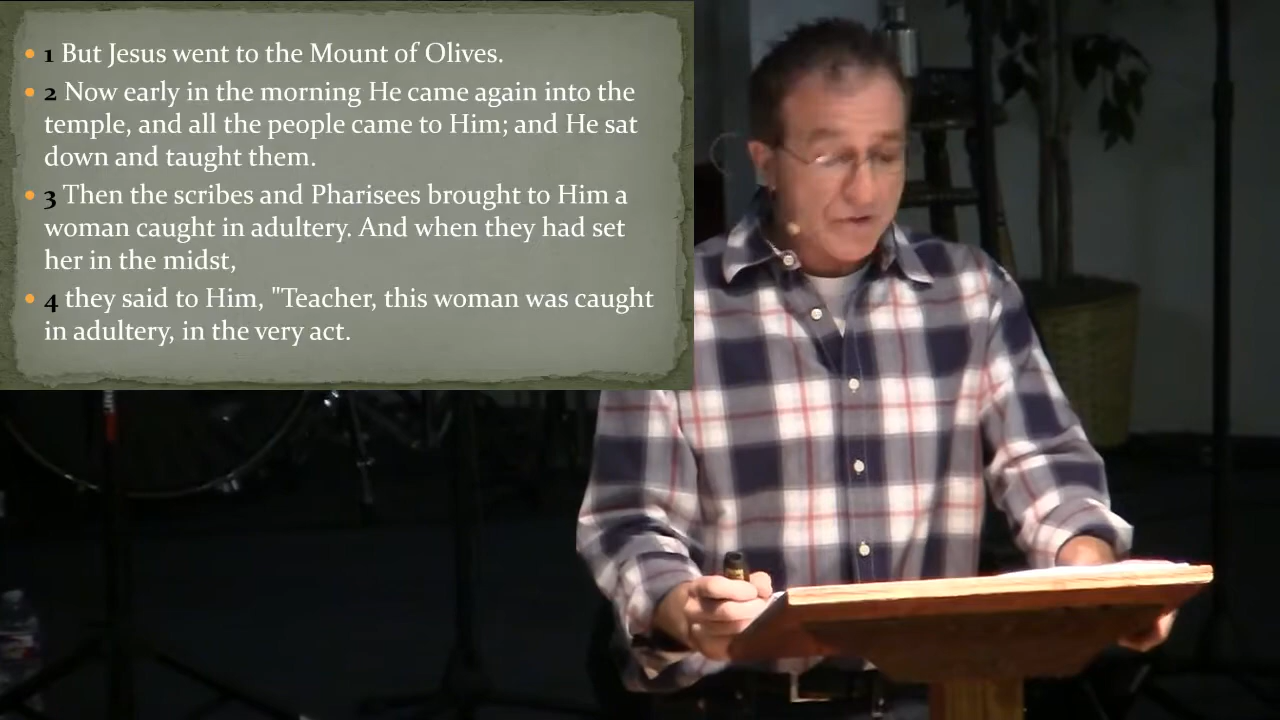 1 But Jesus went to the Mount of Olives.
2 Now early in the morning He came again into the
temple, and all the people came to Him; and He sat
down and taught them.
3 Then the scribes and Pharisees brought to Him a
woman caught in adultery. And when they had set
her in the midst,
4 they said to Him, "Teacher, this woman was caught
in adultery, in the very act.